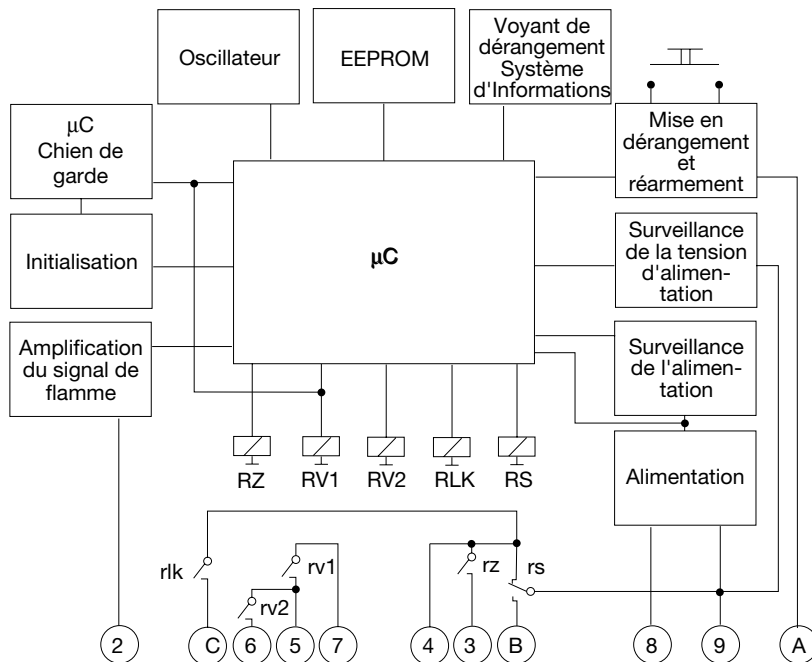 Oscillateur
EEPROM
Voyant de
dérangement
Système
d'Informations
µC
Chien de
garde
Mise en
dérangement
et
réarmement
Initialisation
µC
Surveillance
de la tension
d'alimen-
tation
Amplification
du signal de
flamme
Surveillance
de l'alimen-
tation
RZ RV1 RV2 RLK RS
Alimentation
rlk rv1 rz rs
rv2
2 C 6 5 7 4 3 B 8 9 A